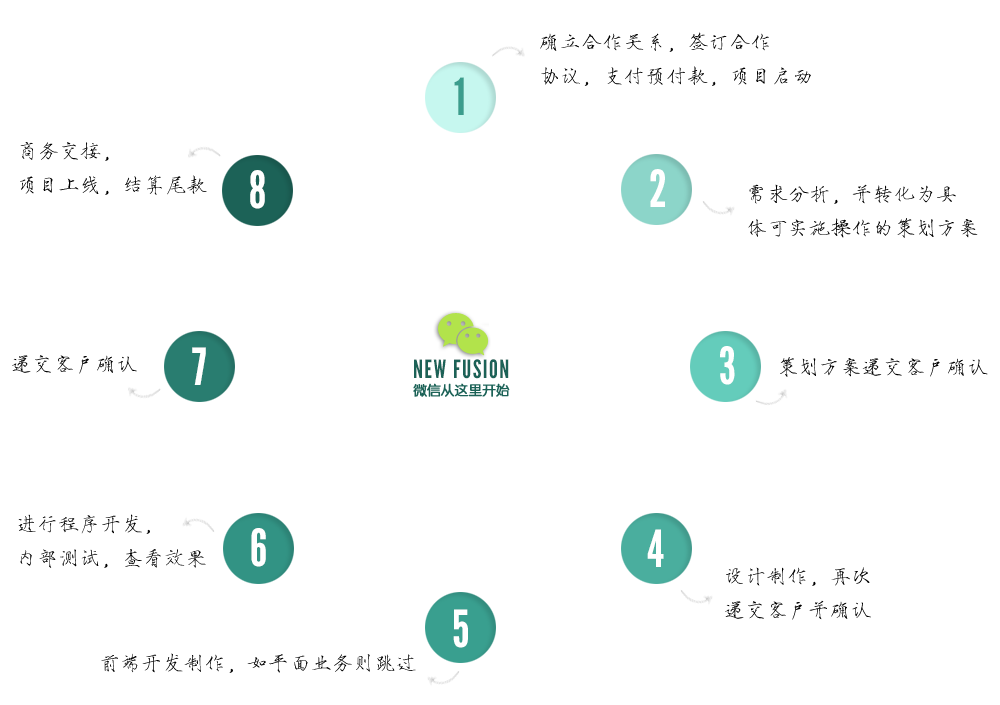 1
确立合作关系，签订合作
协议，支付预付款，项目启动
2
需求分析，并转化为具
体可实施操作的策划方案
3
策划方案递交客户确认
4
设计制作，再次
递交客户并确认
5
前端开发制作，如平面业务则跳过
6
进行程序开发，
内部测试，查看效果
7
递交客户确认
8
商务交接，
项目上线，结算尾款
NEW FUSION
微信从这里开始